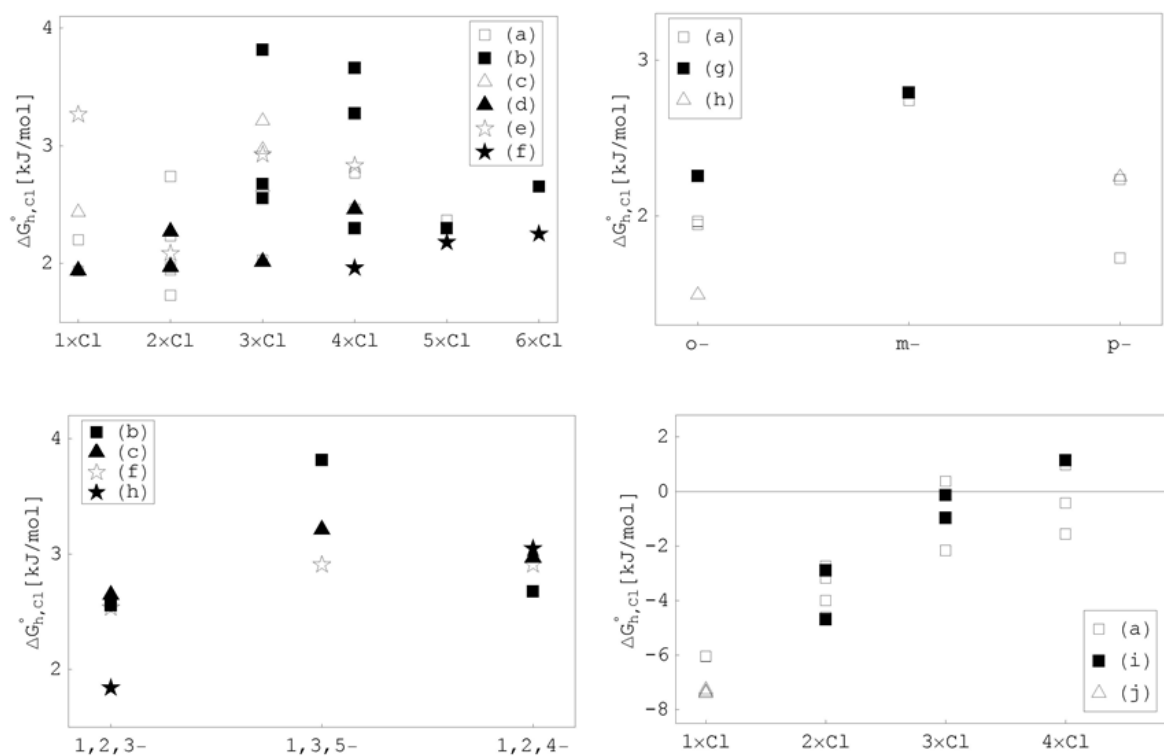 ΔG°h,Cl[kJ/mol]
4
3
2
1×Cl 2×Cl 3×Cl 4×Cl 5×Cl 6×Cl
(a)
(b)
(c)
(d)
(e)
(f)
ΔG°h,Cl[kJ/mol]
3
2
o- m- p-
(a)
(g)
(h)
ΔG°h,Cl[kJ/mol]
4
3
2
1,2,3- 1,3,5- 1,2,4-
(b)
(c)
(f)
(h)
ΔG°h,Cl[kJ/mol]
2
0
-2
-4
-6
-8
1×Cl 2×Cl 3×Cl 4×Cl
(a)
(i)
(j)